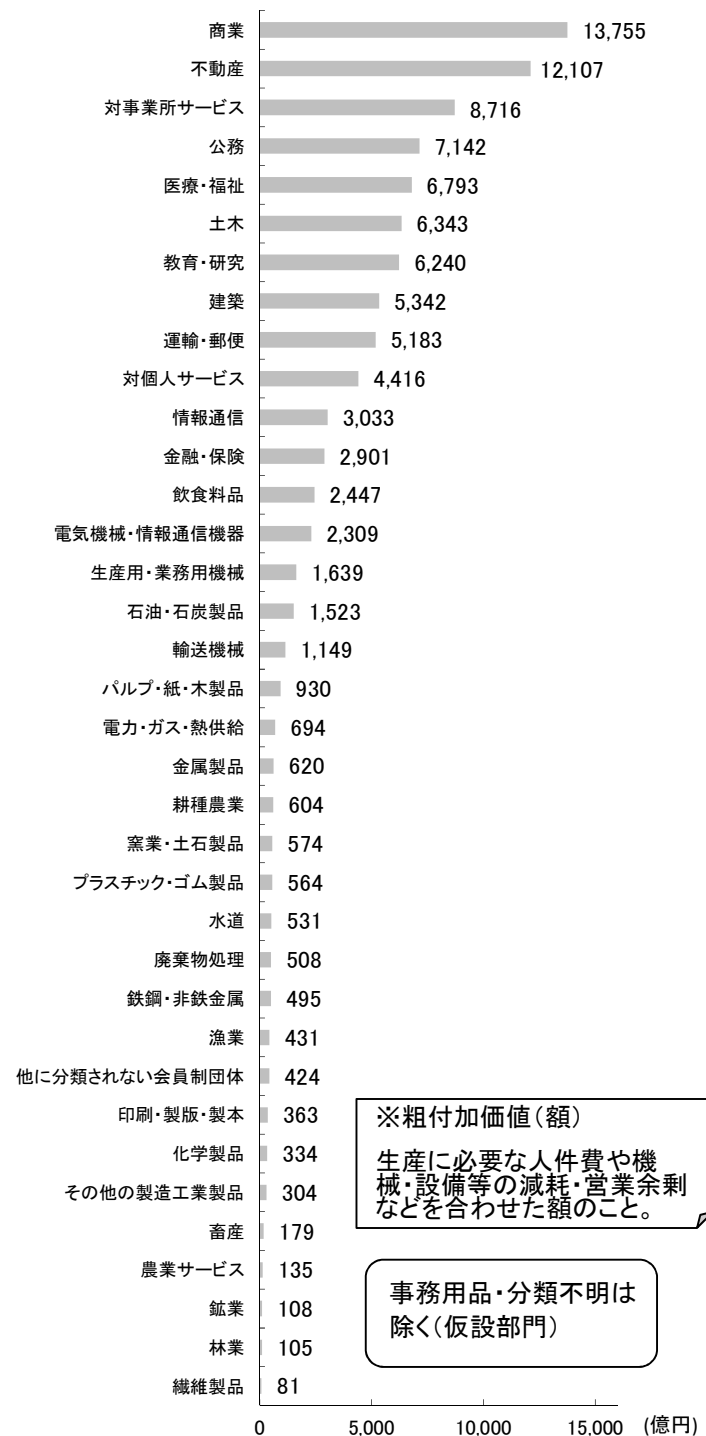 商業 13,755
不動産 12,107
対事業所サービス 8,716
公務 7,142
医療・福祉 6,793
土木 6,343
教育・研究 6,240
建築 5,342
運輸・郵便 5,183
対個人サービス 4,416
情報通信 3,033
金融・保険 2,901
飲食料品 2,447
電気機械・情報通信機器 2,309
生産用・業務用機械 1,639
石油・石炭製品 1,523
輸送機械 1,149
パルプ・紙・木製品 930
電力・ガス・熱供給 694
金属製品 620
耕種農業 604
窯業・土石製品 574
プラスチック・ゴム製品 564
水道 531
廃棄物処理 508
鉄鋼・非鉄金属 495
漁業 431
他に分類されない会員制団体 424
印刷・製版・製本 363
化学製品 334
その他の製造工業製品 304
畜産 179
農業サービス 135
鉱業 108
林業 105
繊維製品 81
0 5,000 10,000 15,000 (億円)
※粗付加価値(額)
生産に必要な人件費や機
械・設備等の減耗・営業余剰
などを合わせた額のこと。
事務用品・分類不明は
除く(仮設部門)